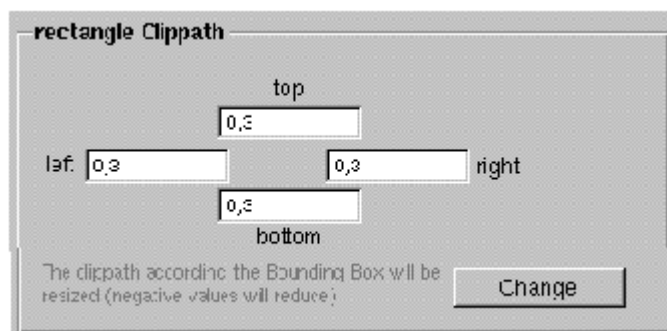 rectangle Clippath
top
0,3
left 0,3 0,3 right
0,3
bottom
The clippath according the Bounding Box will be
resized (negative values will reduce)
Change